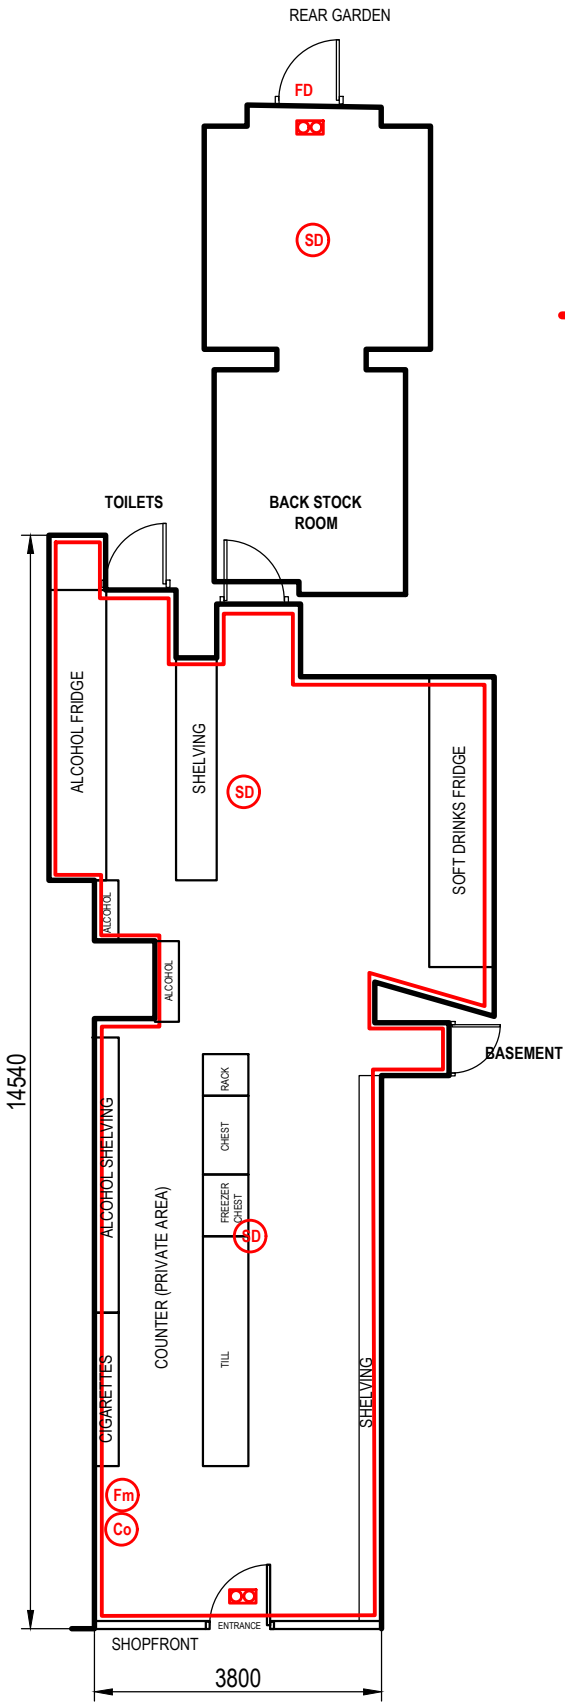 REAR GARDEN
FD
SD
TOILETS
BACK STOCK
ROOM
ALCOHOL FRIDGE
SHELVING
SD
SOFT DRINKS FRIDGE
ALCOHOL
ALCOHOL
BASEMENT
14540
RACK
CHEST
ALCOHOL SHELVING
FREEZER
CHEST
COUNTER (PRIVATE AREA)
SD
TILL
CIGARETTES
SHELVING
Fm
Co
ENTRANCE
SHOPFRONT
3800